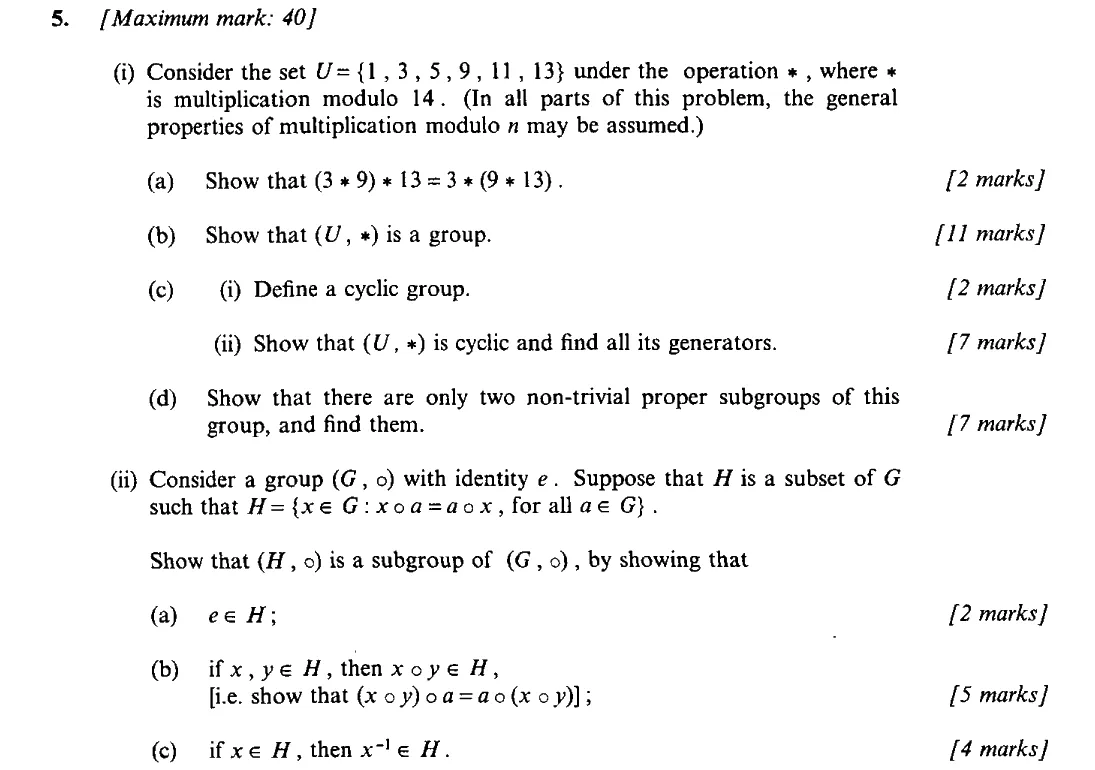 5. [Maximum mark: 40]
(i) Consider the set U = {1 , 3 , 5 , 9 , 11 , 13} under the operation * , where *
is multiplication modulo 14 . (In all parts of this problem, the general
properties of multiplication modulo n may be assumed.)
(a) Show that (3 * 9) * 13 = 3 * (9 * 13) . [2 marks]
(b) Show that (U , *) is a group. [11 marks]
(c) (i) Define a cyclic group. [2 marks]
(ii) Show that (U , *) is cyclic and find all its generators. [7 marks]
(d) Show that there are only two non-trivial proper subgroups of this
group, and find them. [7 marks]
(ii) Consider a group (G , ∘) with identity e . Suppose that H is a subset of G
such that H = {x ∈ G : x ∘ a = a ∘ x , for all a ∈ G} .
Show that (H , ∘) is a subgroup of (G , ∘) , by showing that
(a) e ∈ H ; [2 marks]
(b) if x , y ∈ H , then x ∘ y ∈ H ,
[i.e. show that (x ∘ y) ∘ a = a ∘ (x ∘ y)] ; [5 marks]
(c) if x ∈ H , then x⁻¹ ∈ H . [4 marks]